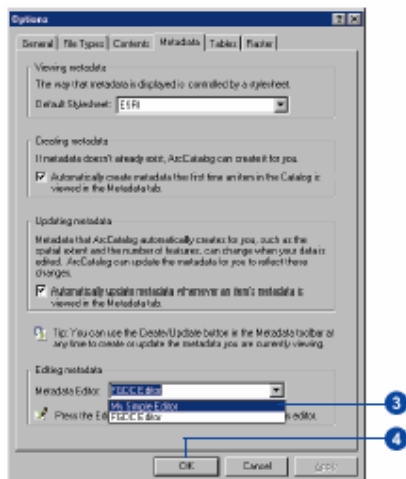 Options
General File Types Contents Metadata Tables Raster
Viewing metadata
The way that metadata is displayed is controlled by a stylesheet.
Default Stylesheet: ESRI
Creating metadata
If metadata doesn't already exist, ArcCatalog can create it for you.
Automatically create metadata the first time an item in the Catalog is
viewed in the Metadata tab.
Updating metadata
Metadata that ArcCatalog automatically creates for you, such as the
spatial extent and the number of features, can change when your data is
edited. ArcCatalog can update the metadata for you to reflect these
changes.
Automatically update metadata whenever an item's metadata is
viewed in the Metadata tab.
Tip: You can use the Create/Update button in the Metadata toolbar at
any time to create or update the metadata you are currently viewing.
Editing metadata
Metadata Editor: FGDC Editor
My Simple Editor 3
Press the Edi FGDC Editor s editor.
4
OK Cancel Apply